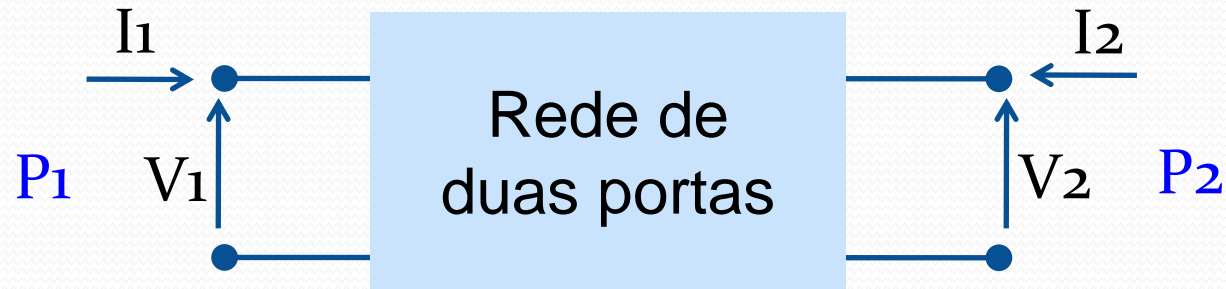 I1
I2
Rede de
duas portas
P1
V1
V2
P2